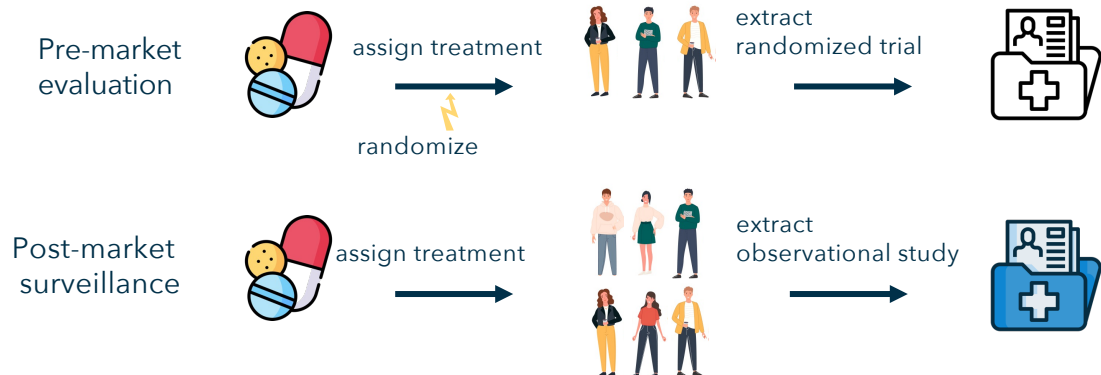 Pre-market
evaluation
assign treatment
randomize
extract
randomized trial
Post-market
surveillance
assign treatment
extract
observational study